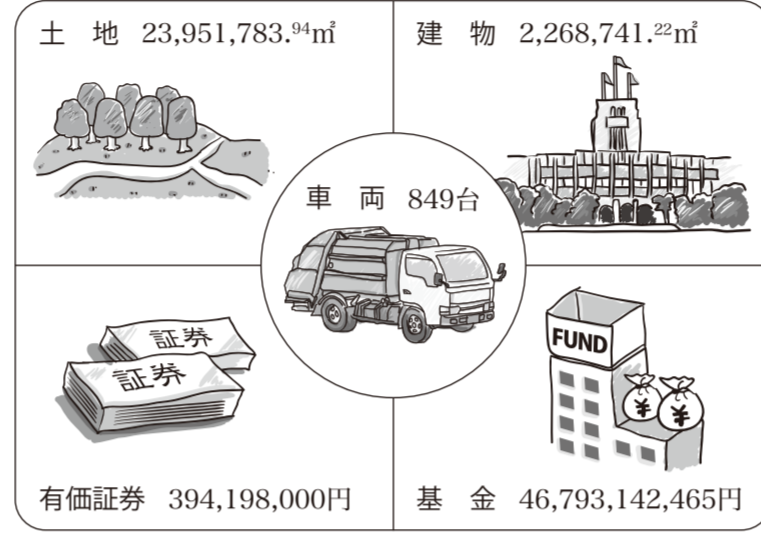 土　地　23,951,783.94㎡
建　物　2,268,741.22㎡
車　両　849台
証券
証券
FUND
¥
¥
有価証券　394,198,000円
基　金　46,793,142,465円